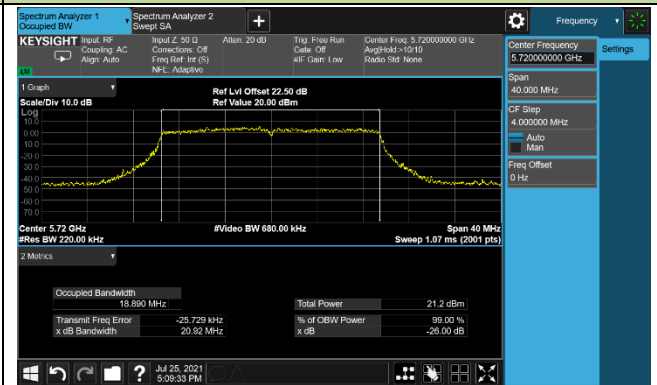 Spectrum Analyzer 1
Occupied BW
Spectrum Analyzer 2
Swept SA
+
Frequency
KEYSIGHT
Input: RF
Coupling: AC
Align: Auto
Input Z: 50 Ω
Corrections: Off
Freq Ref: Int (S)
NFE: Adaptive
Atten: 20 dB
Trig: Free Run
Gate: Off
#IF Gain: Low
Center Freq: 5.720000000 GHz
Avg|Hold:>10/10
Radio Std: None
Center Frequency
5.720000000 GHz
Settings
Span
40.000 MHz
CF Step
4.000000 MHz
Auto
Man
Freq Offset
0 Hz
1 Graph
Scale/Div 10.0 dB
Ref Lvl Offset 22.50 dB
Ref Value 20.00 dBm
Log
10.0
0.00
-10.0
-20.0
-30.0
-40.0
-50.0
-60.0
-70.0
Center 5.72 GHz
#Video BW 680.00 kHz
Span 40 MHz
#Res BW 220.00 kHz
Sweep 1.07 ms (2001 pts)
2 Metrics
Occupied Bandwidth
18.890 MHz
Total Power 21.2 dBm
Transmit Freq Error -25.729 kHz
% of OBW Power 99.00 %
x dB Bandwidth 20.92 MHz
x dB -26.00 dB
?
Jul 25, 2021
5:09:33 PM